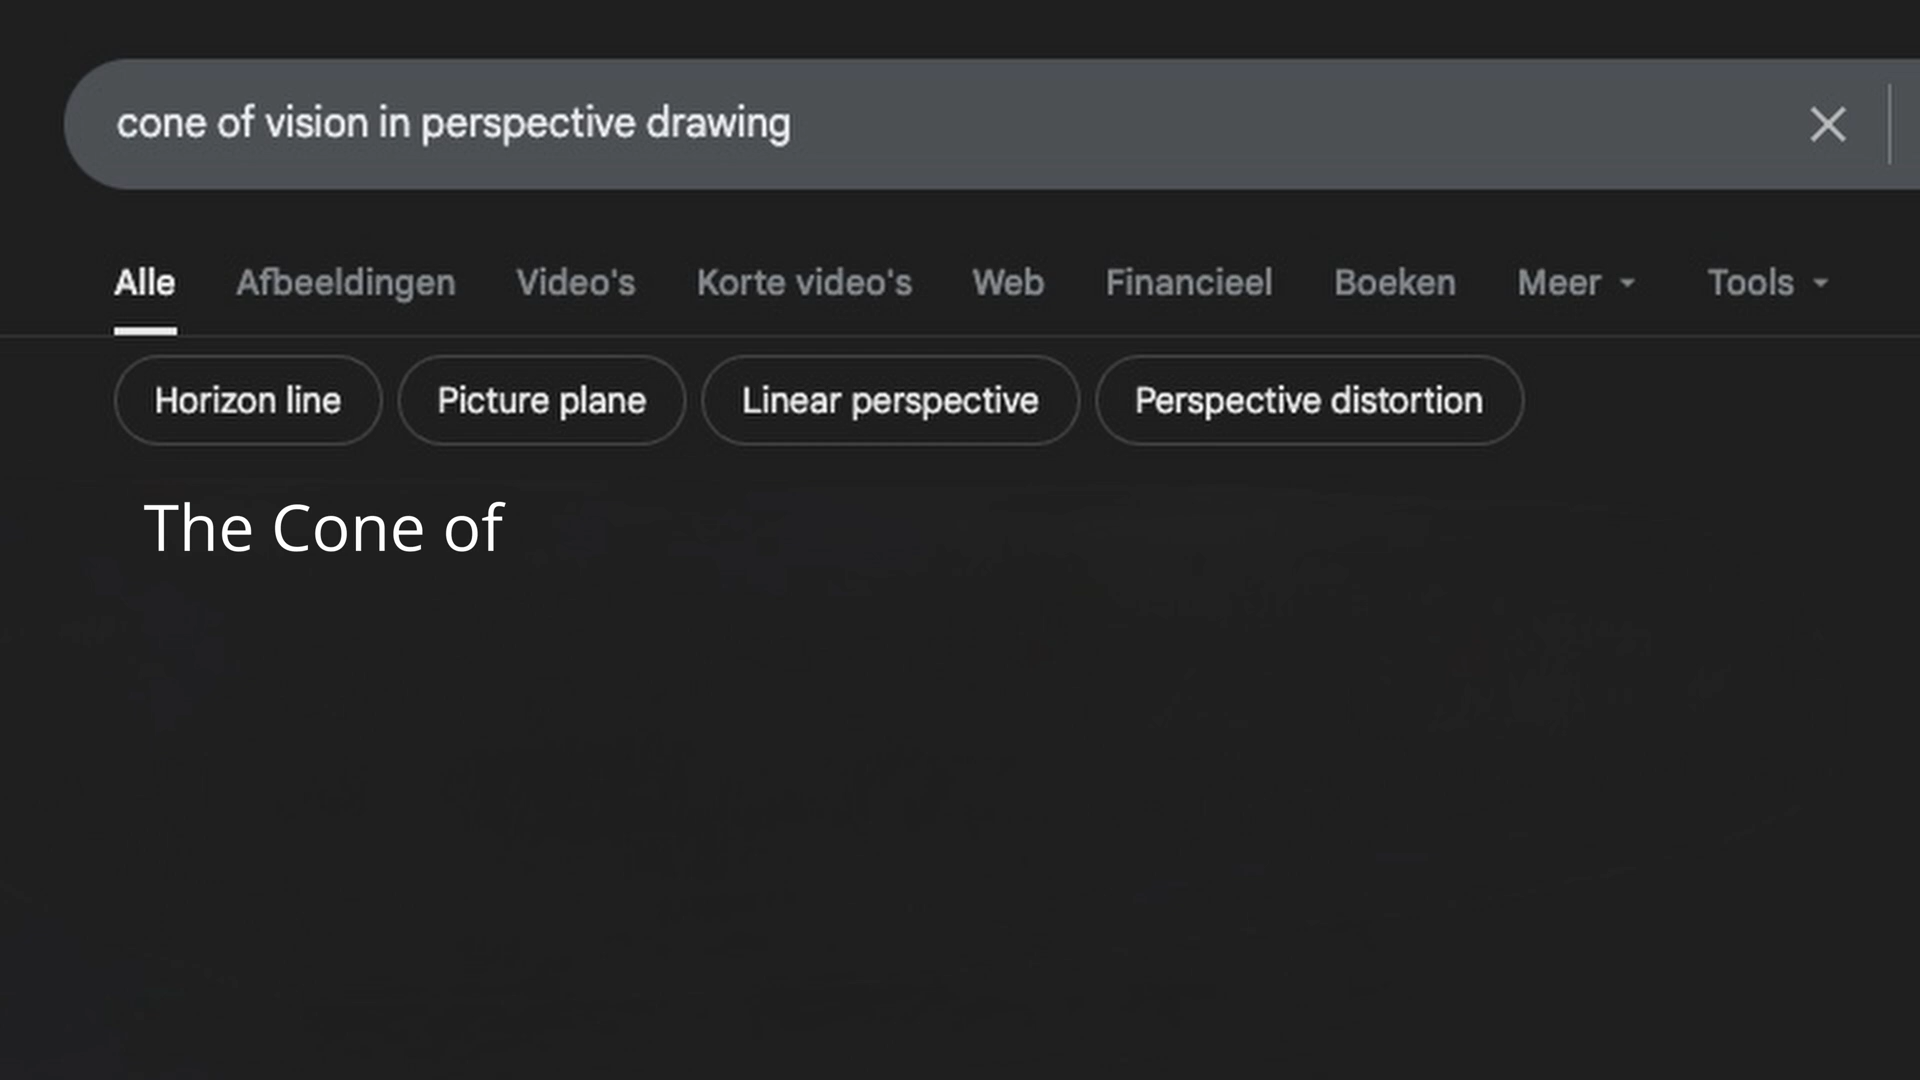 cone of vision in perspective drawing
Alle Afbeeldingen Video's Korte video's Web Financieel Boeken Meer Tools
Horizon line Picture plane Linear perspective Perspective distortion
The Cone of